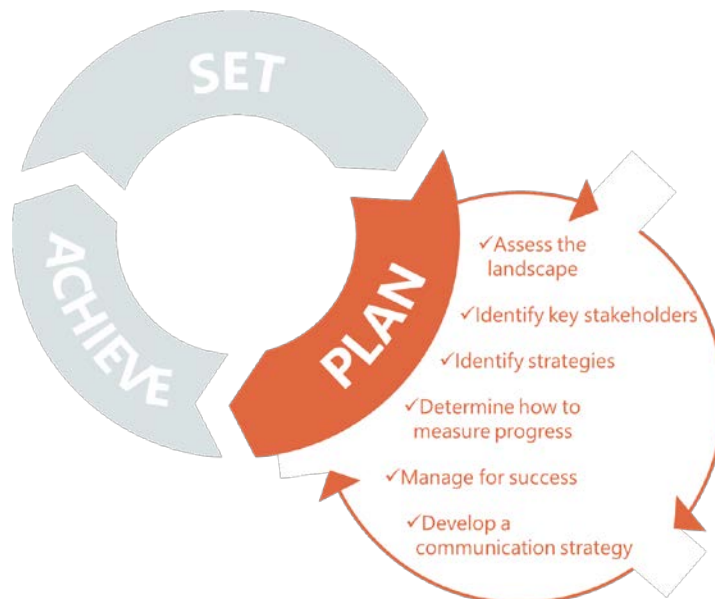 SET
PLAN
ACHIEVE
✓Assess the
landscape
✓Identify key stakeholders
✓Identify strategies
✓Determine how to
measure progress
✓Manage for success
✓Develop a
communication strategy